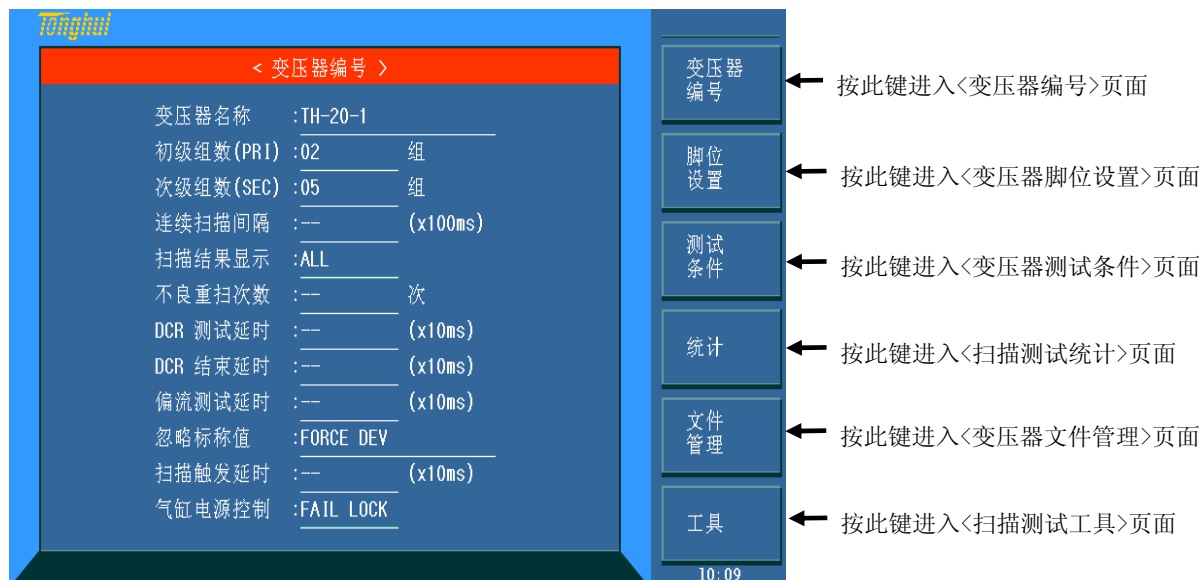 Tonghui
< 变压器编号 >
变压器名称 :TH-20-1
初级组数(PRI) :02 组
次级组数(SEC) :05 组
连续扫描间隔 :-- (x100ms)
扫描结果显示 :ALL
不良重扫次数 :-- 次
DCR 测试延时 :-- (x10ms)
DCR 结束延时 :-- (x10ms)
偏流测试延时 :-- (x10ms)
忽略标称值 :FORCE DEV
扫描触发延时 :-- (x10ms)
气缸电源控制 :FAIL LOCK
变压器
编号
按此键进入<变压器编号>页面
脚位
设置
按此键进入<变压器脚位设置>页面
测试
条件
按此键进入<变压器测试条件>页面
统计
按此键进入<扫描测试统计>页面
文件
管理
按此键进入<变压器文件管理>页面
工具
按此键进入<扫描测试工具>页面
10:09